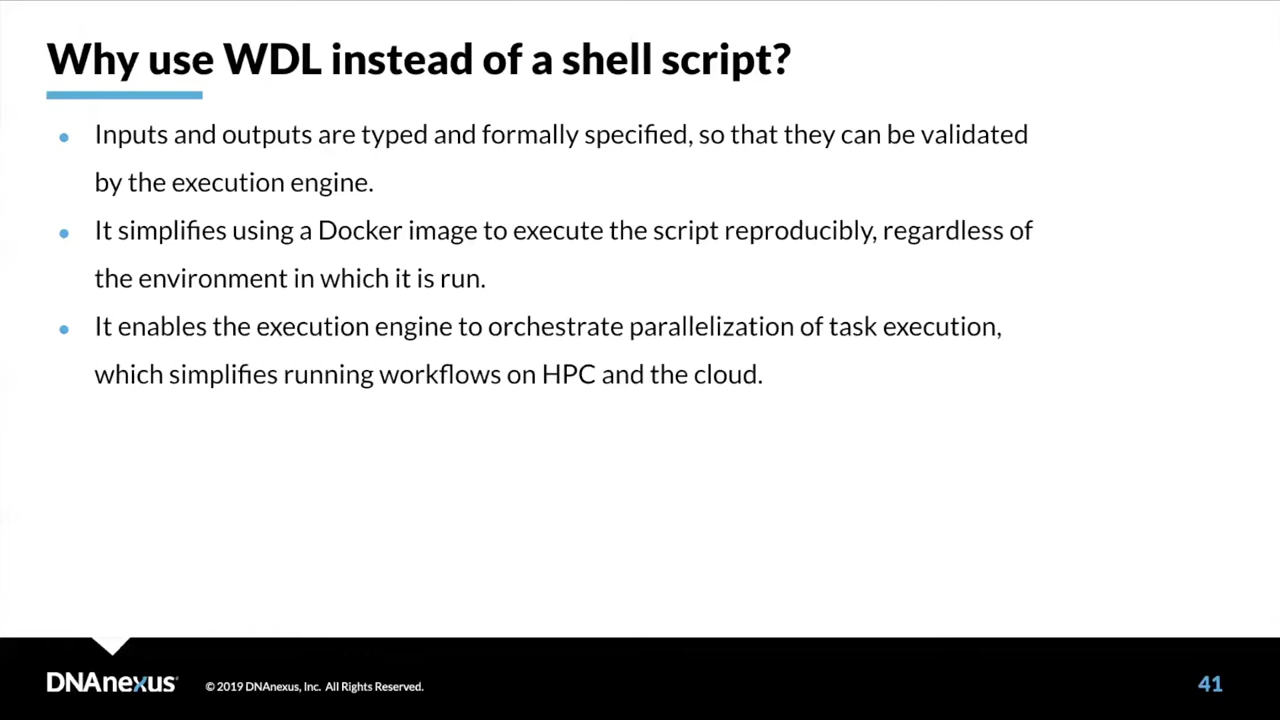 Why use WDL instead of a shell script?
• Inputs and outputs are typed and formally specified, so that they can be validated
by the execution engine.
• It simplifies using a Docker image to execute the script reproducibly, regardless of
the environment in which it is run.
• It enables the execution engine to orchestrate parallelization of task execution,
which simplifies running workflows on HPC and the cloud.
DNAnexus © 2019 DNAnexus, Inc. All Rights Reserved. 41